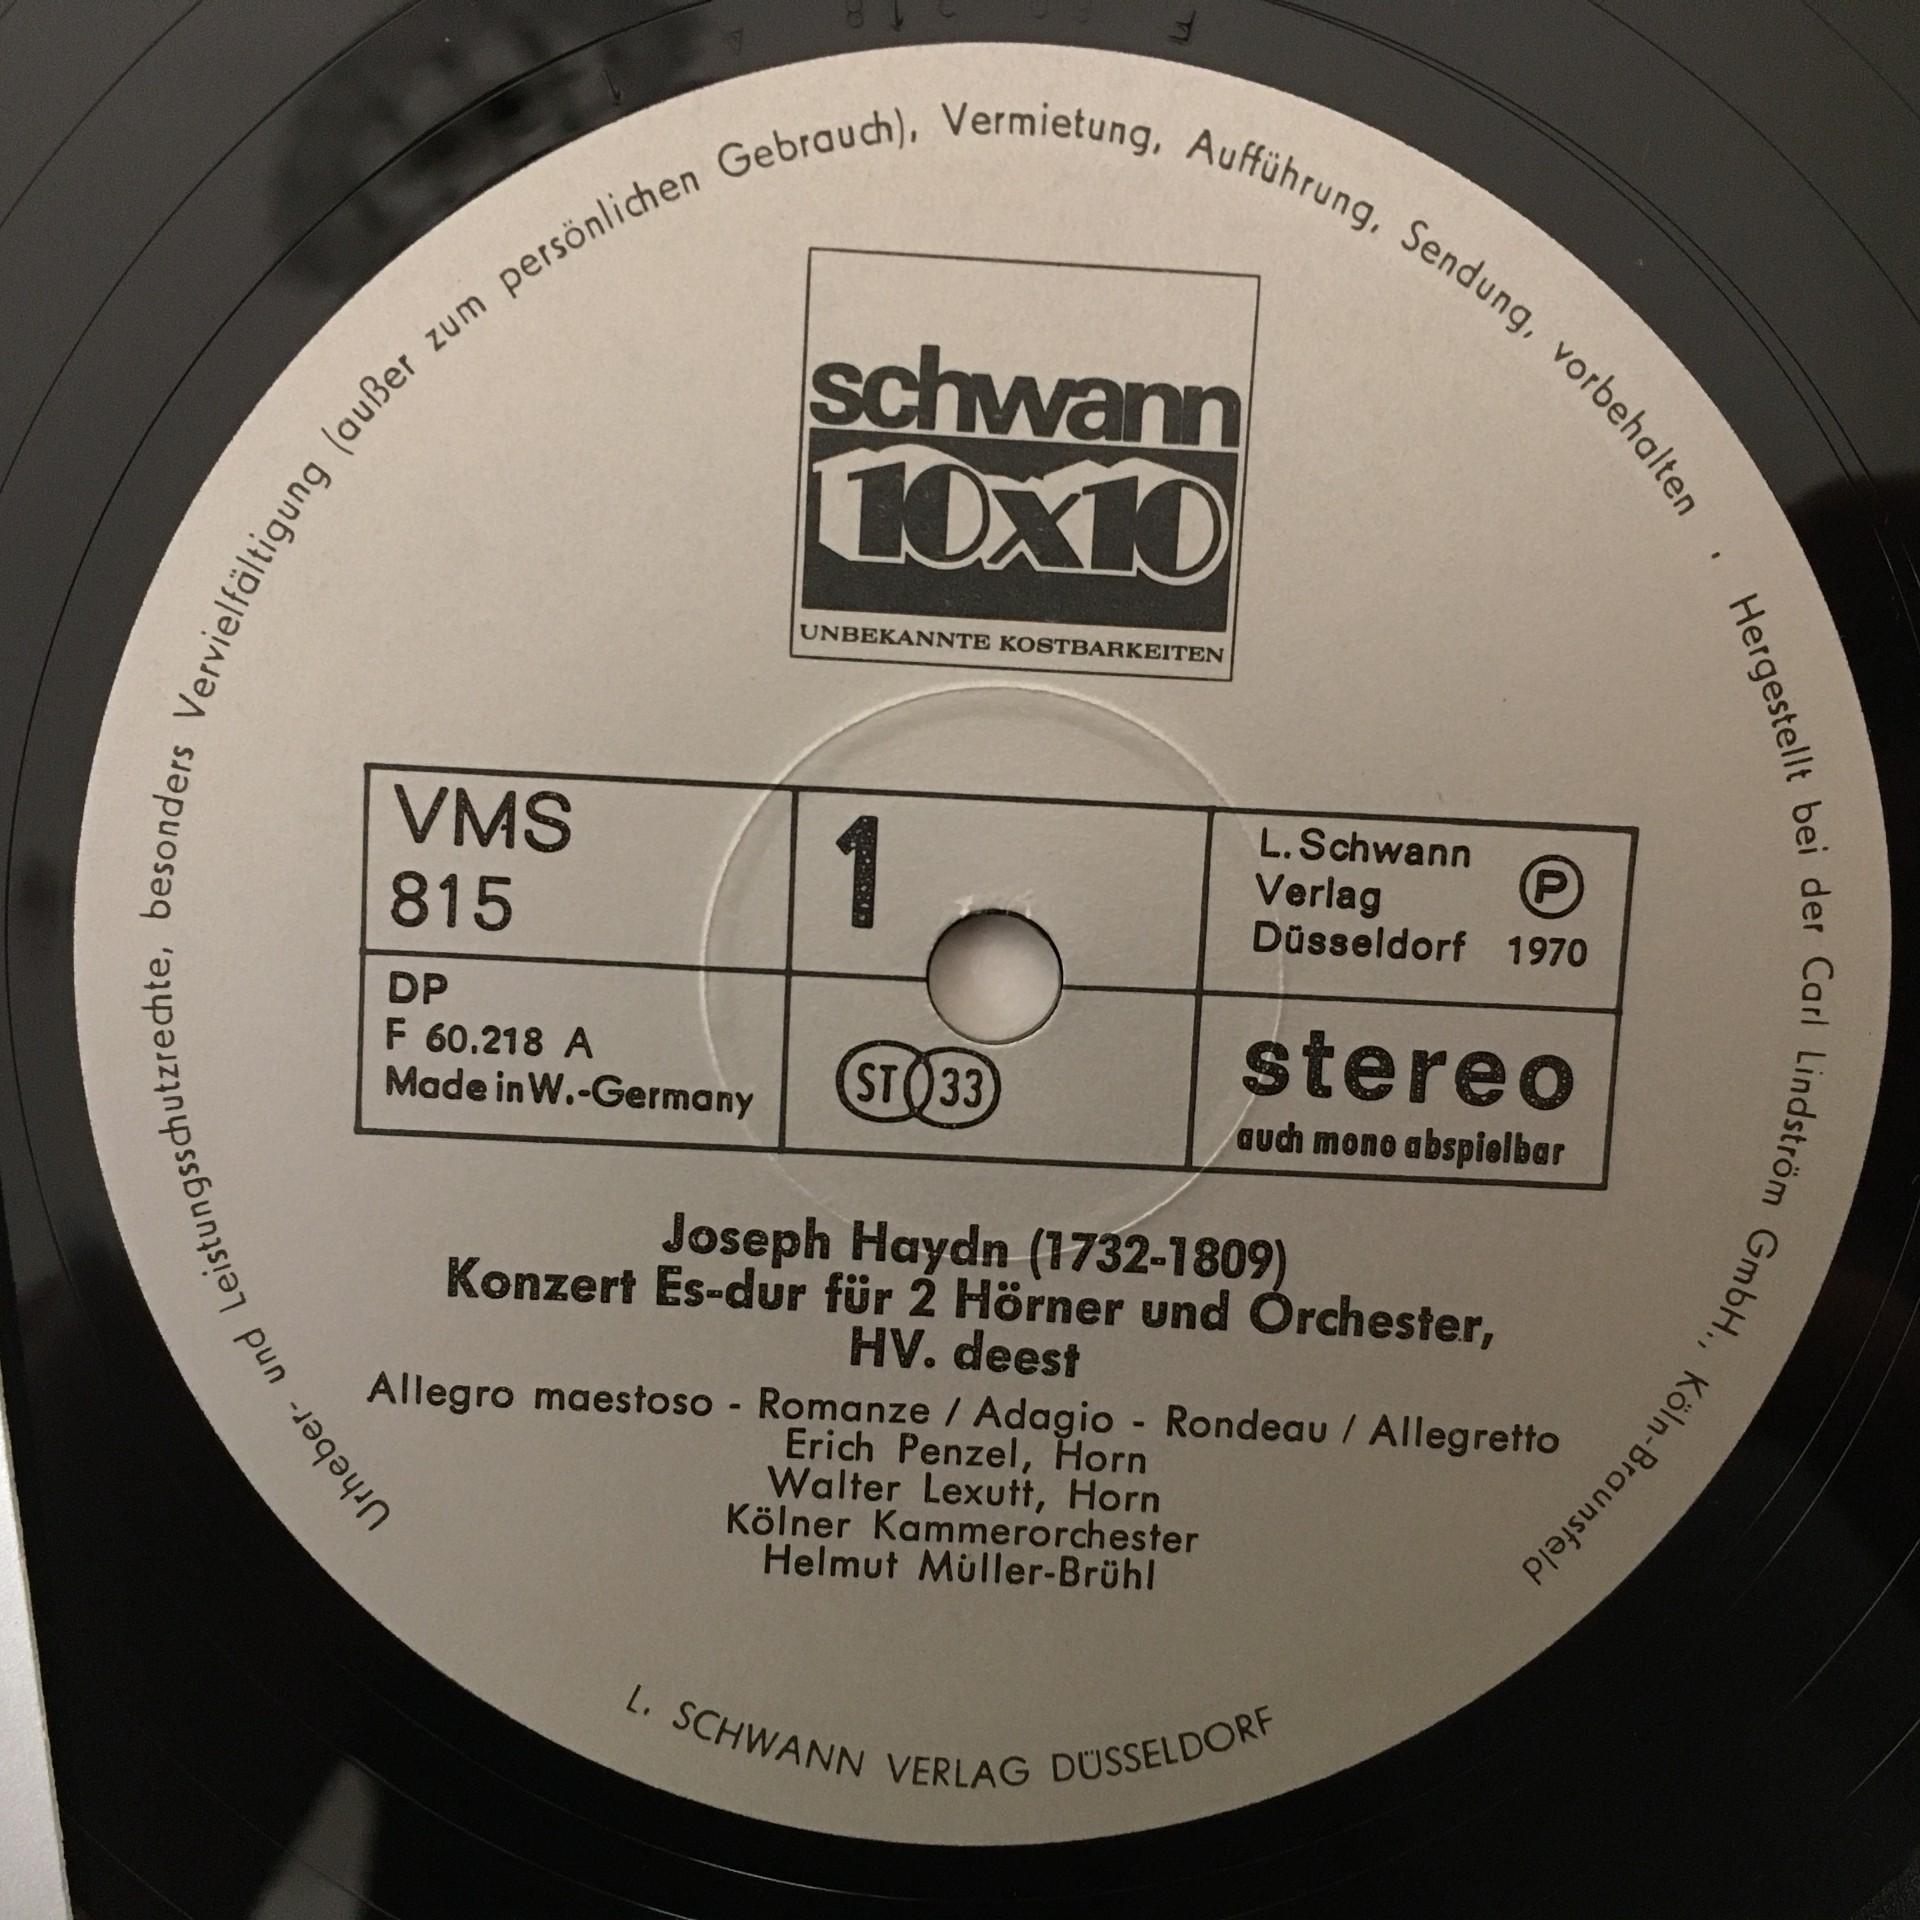 Urheber- und Leistungsschutzrechte, besonders Vervielfältigung (außer zum persönlichen Gebrauch), Vermietung, Aufführung, Sendung, vorbehalten . Hergestellt bei der Carl Lindström GmbH., Köln-Braunsfeld
schwann
10x10
UNBEKANNTE KOSTBARKEITEN
VMS
815
1
L. Schwann
Verlag
Düsseldorf
Ⓟ
1970
DP
F 60.218 A
Made in W.-Germany
ST 33
stereo
auch mono abspielbar
Joseph Haydn (1732-1809)
Konzert Es-dur für 2 Hörner und Orchester,
HV. deest
Allegro maestoso - Romanze / Adagio - Rondeau / Allegretto
Erich Penzel, Horn
Walter Lexutt, Horn
Kölner Kammerorchester
Helmut Müller-Brühl
L. SCHWANN VERLAG DÜSSELDORF